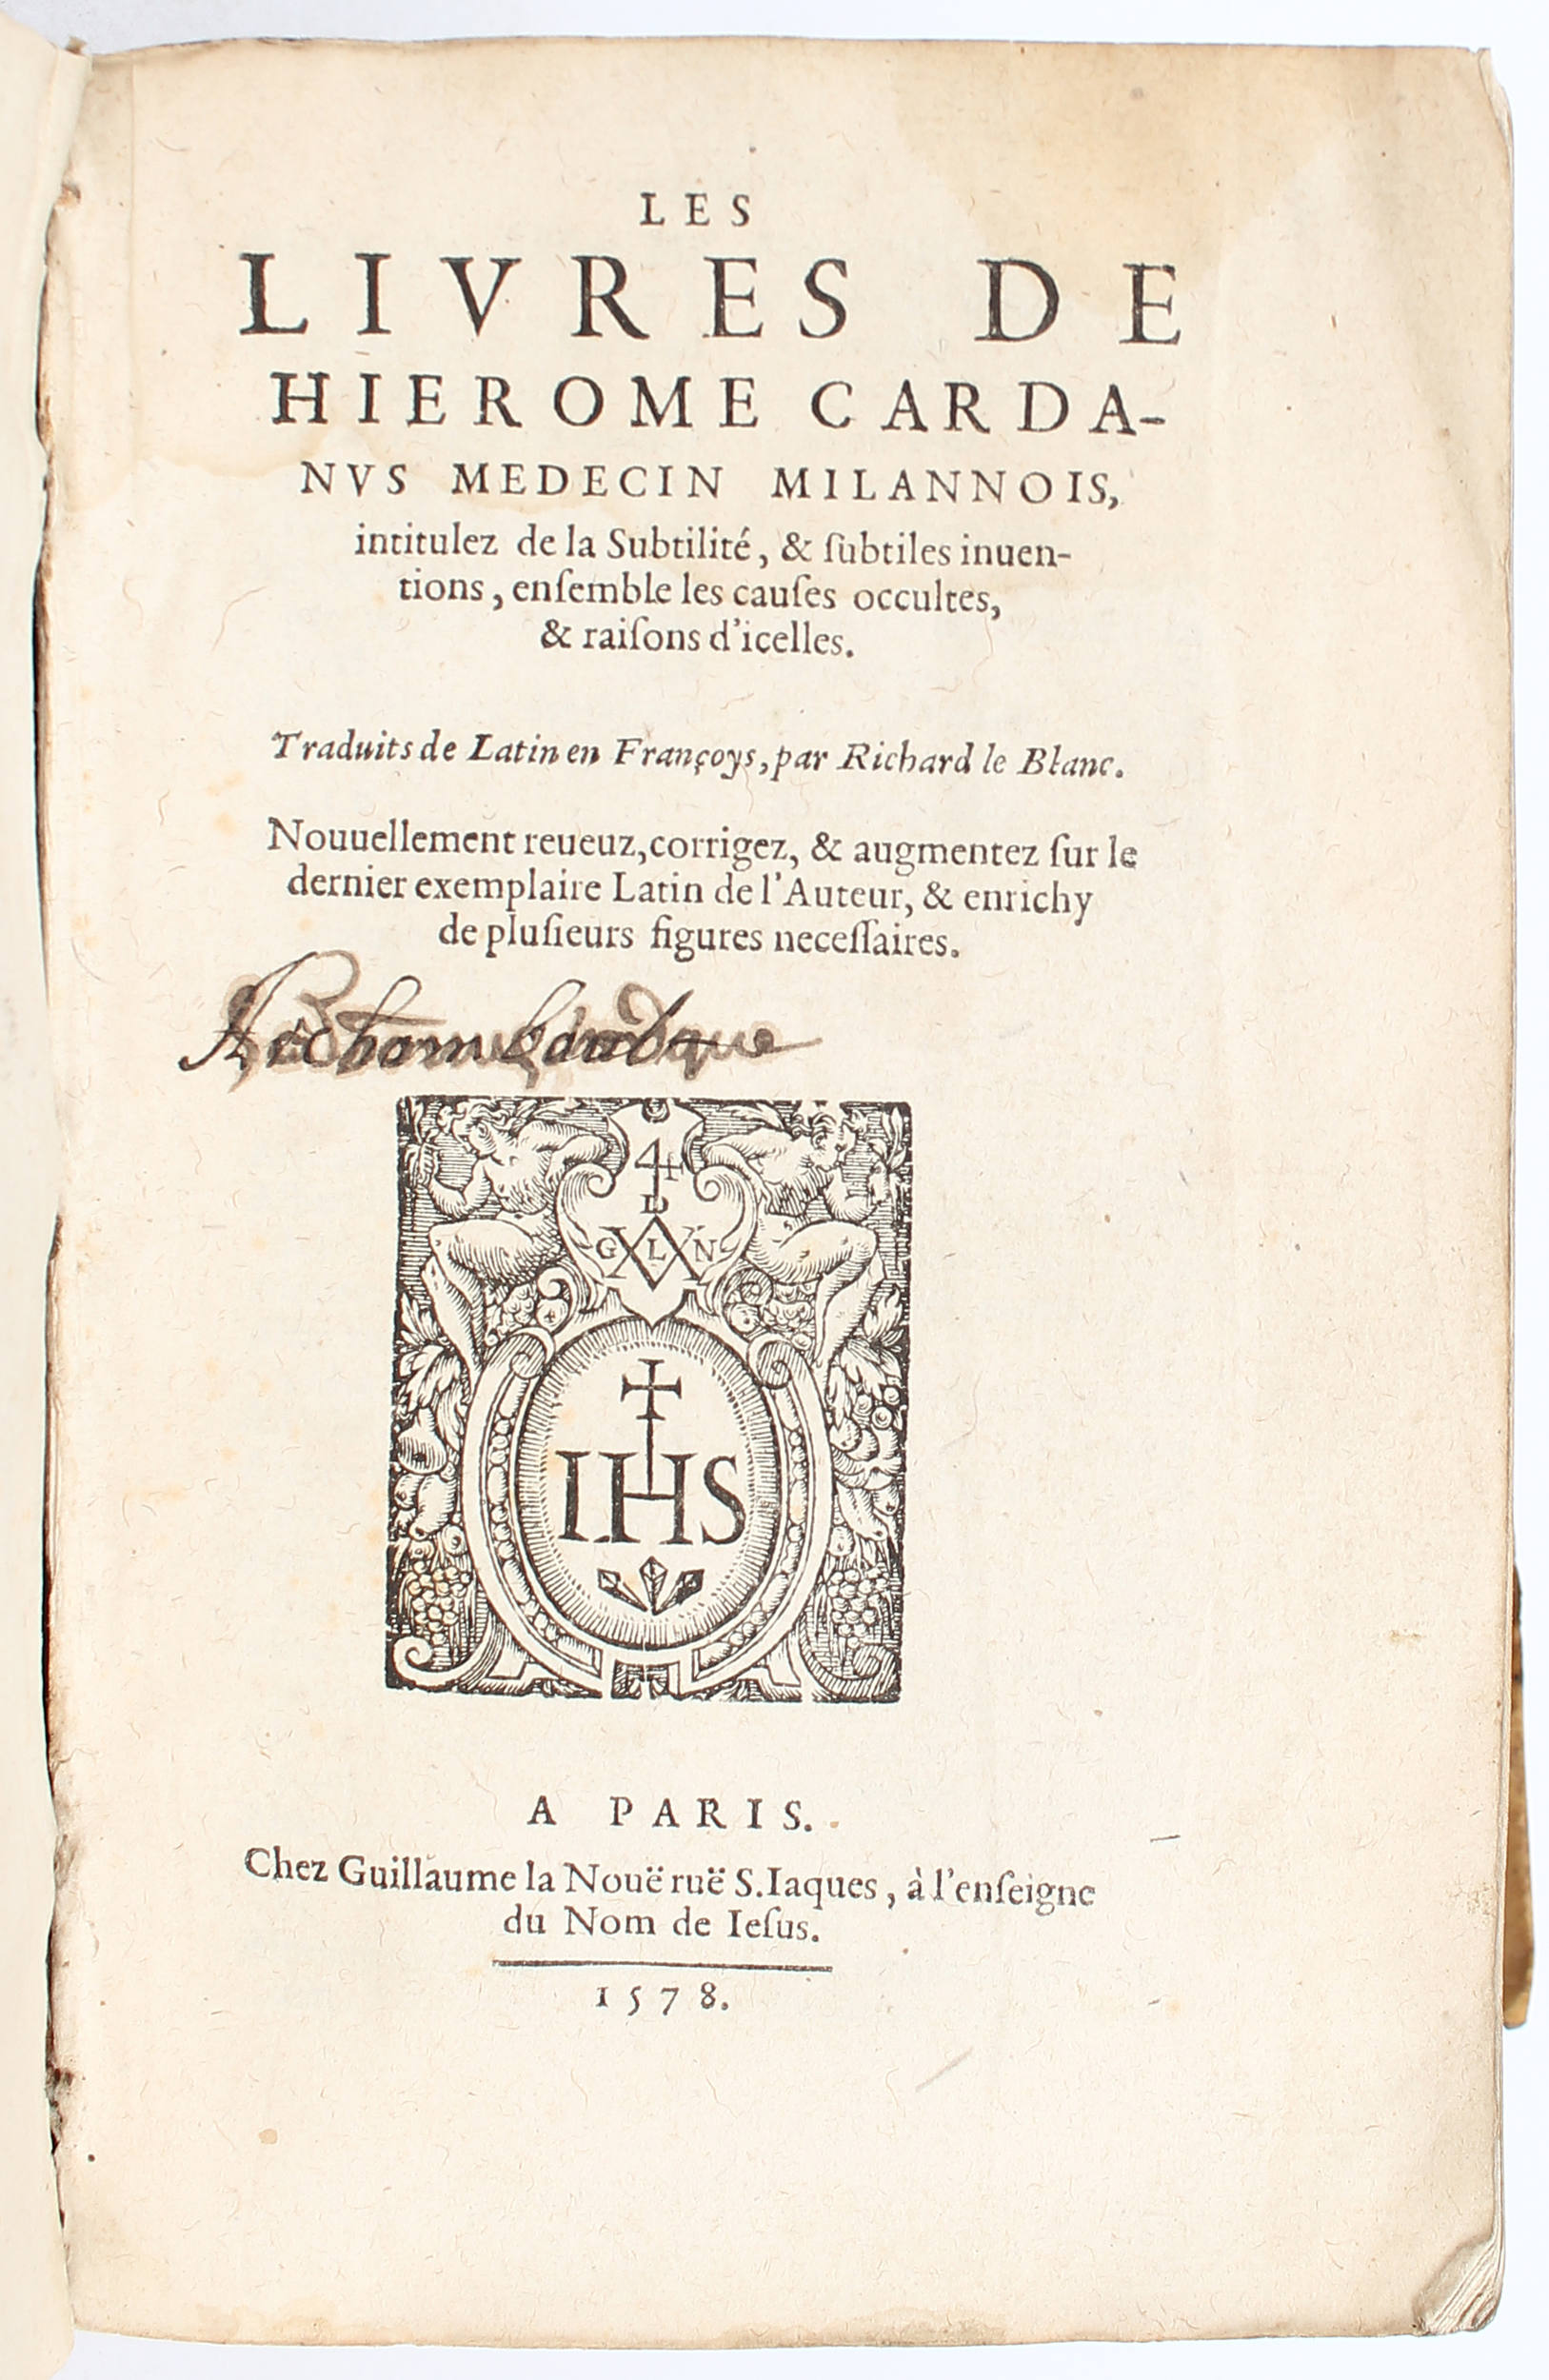 LES
LIVRES DE
HIEROME CARDA-
NVS MEDECIN MILANNOIS,
intitulez de la Subtilité, & ſubtiles inuen-
tions, enſemble les cauſes occultes,
& raiſons d'icelles.
Traduits de Latin en Françoys, par Richard le Blanc.
Nouuellement reueuz, corrigez, & augmentez ſur le
dernier exemplaire Latin de l'Auteur, & enrichy
de pluſieurs figures neceſſaires.
4
D
G L N
IHS
A PARIS.
Chez Guillaume la Nouë ruë S. Iaques, à l'enſeigne
du Nom de Ieſus.
1578.